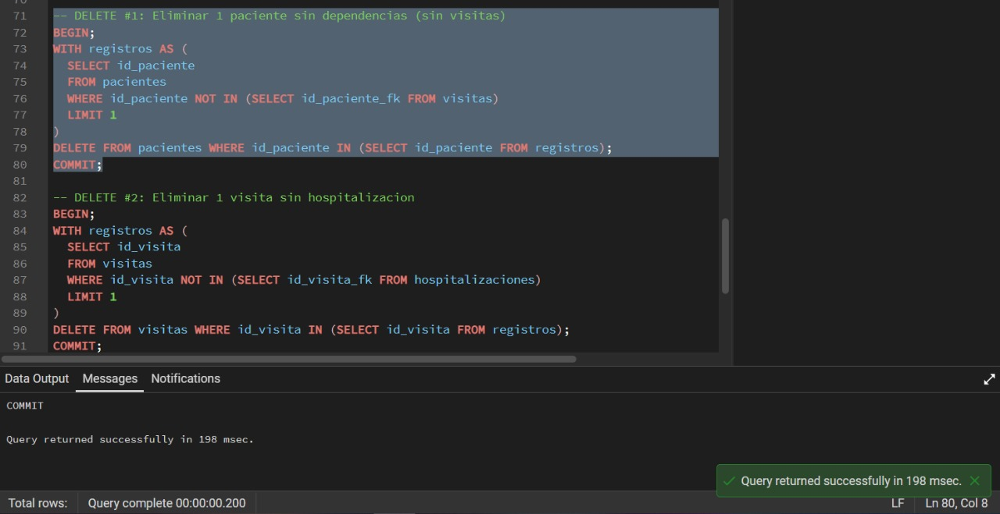 71 -- DELETE #1: Eliminar 1 paciente sin dependencias (sin visitas)
72 BEGIN;
73 WITH registros AS (
74 SELECT id_paciente
75 FROM pacientes
76 WHERE id_paciente NOT IN (SELECT id_paciente_fk FROM visitas)
77 LIMIT 1
78 )
79 DELETE FROM pacientes WHERE id_paciente IN (SELECT id_paciente FROM registros);
80 COMMIT;
81
82 -- DELETE #2: Eliminar 1 visita sin hospitalizacion
83 BEGIN;
84 WITH registros AS (
85 SELECT id_visita
86 FROM visitas
87 WHERE id_visita NOT IN (SELECT id_visita_fk FROM hospitalizaciones)
88 LIMIT 1
89 )
90 DELETE FROM visitas WHERE id_visita IN (SELECT id_visita FROM registros);
91 COMMIT;
Data Output Messages Notifications
COMMIT
Query returned successfully in 198 msec.
Query returned successfully in 198 msec.
Total rows: Query complete 00:00:00.200 LF Ln 80, Col 8